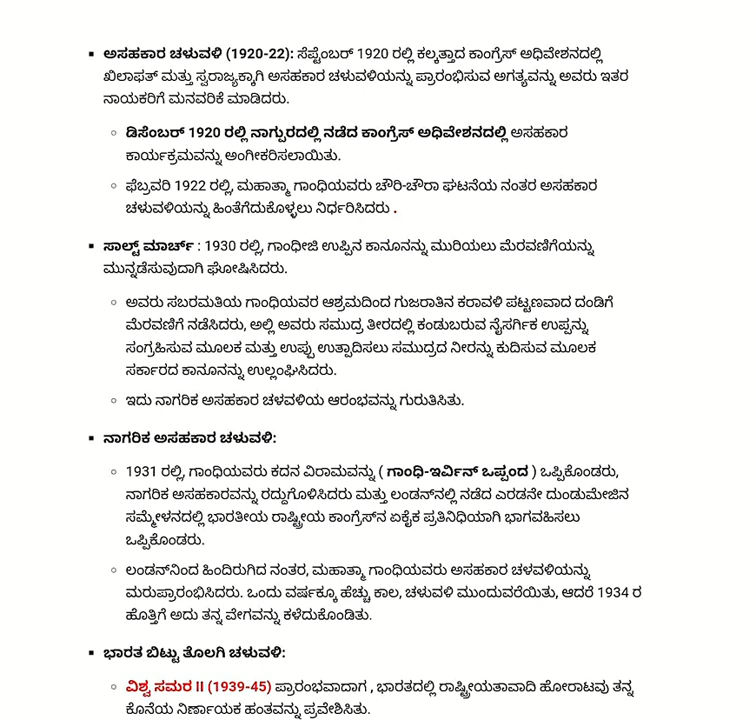 ▪ ಅಸಹಕಾರ ಚಳುವಳಿ (1920-22): ಸೆಪ್ಟೆಂಬರ್ 1920 ರಲ್ಲಿ ಕಲ್ಕತ್ತಾದ ಕಾಂಗ್ರೆಸ್ ಅಧಿವೇಶನದಲ್ಲಿ
ಖಿಲಾಫತ್ ಮತ್ತು ಸ್ವರಾಜ್ಯಕ್ಕಾಗಿ ಅಸಹಕಾರ ಚಳುವಳಿಯನ್ನು ಪ್ರಾರಂಭಿಸುವ ಅಗತ್ಯವನ್ನು ಅವರು ಇತರ
ನಾಯಕರಿಗೆ ಮನವರಿಕೆ ಮಾಡಿದರು.
◦ ಡಿಸೆಂಬರ್ 1920 ರಲ್ಲಿ ನಾಗ್ಪುರದಲ್ಲಿ ನಡೆದ ಕಾಂಗ್ರೆಸ್ ಅಧಿವೇಶನದಲ್ಲಿ ಅಸಹಕಾರ
ಕಾರ್ಯಕ್ರಮವನ್ನು ಅಂಗೀಕರಿಸಲಾಯಿತು.
◦ ಫೆಬ್ರವರಿ 1922 ರಲ್ಲಿ, ಮಹಾತ್ಮಾ ಗಾಂಧಿಯವರು ಚೌರಿ-ಚೌರಾ ಘಟನೆಯ ನಂತರ ಅಸಹಕಾರ
ಚಳುವಳಿಯನ್ನು ಹಿಂತೆಗೆದುಕೊಳ್ಳಲು ನಿರ್ಧರಿಸಿದರು .
▪ ಸಾಲ್ಟ್ ಮಾರ್ಚ್ : 1930 ರಲ್ಲಿ, ಗಾಂಧೀಜಿ ಉಪ್ಪಿನ ಕಾನೂನನ್ನು ಮುರಿಯಲು ಮೆರವಣಿಗೆಯನ್ನು
ಮುನ್ನಡೆಸುವುದಾಗಿ ಘೋಷಿಸಿದರು.
◦ ಅವರು ಸಬರಮತಿಯ ಗಾಂಧಿಯವರ ಆಶ್ರಮದಿಂದ ಗುಜರಾತಿನ ಕರಾವಳಿ ಪಟ್ಟಣವಾದ ದಂಡಿಗೆ
ಮೆರವಣಿಗೆ ನಡೆಸಿದರು, ಅಲ್ಲಿ ಅವರು ಸಮುದ್ರ ತೀರದಲ್ಲಿ ಕಂಡುಬರುವ ನೈಸರ್ಗಿಕ ಉಪ್ಪನ್ನು
ಸಂಗ್ರಹಿಸುವ ಮೂಲಕ ಮತ್ತು ಉಪ್ಪು ಉತ್ಪಾದಿಸಲು ಸಮುದ್ರದ ನೀರನ್ನು ಕುದಿಸುವ ಮೂಲಕ
ಸರ್ಕಾರದ ಕಾನೂನನ್ನು ಉಲ್ಲಂಘಿಸಿದರು.
◦ ಇದು ನಾಗರಿಕ ಅಸಹಕಾರ ಚಳವಳಿಯ ಆರಂಭವನ್ನು ಗುರುತಿಸಿತು.
▪ ನಾಗರಿಕ ಅಸಹಕಾರ ಚಳುವಳಿ:
◦ 1931 ರಲ್ಲಿ, ಗಾಂಧಿಯವರು ಕದನ ವಿರಾಮವನ್ನು ( ಗಾಂಧಿ-ಇರ್ವಿನ್ ಒಪ್ಪಂದ ) ಒಪ್ಪಿಕೊಂಡರು,
ನಾಗರಿಕ ಅಸಹಕಾರವನ್ನು ರದ್ದುಗೊಳಿಸಿದರು ಮತ್ತು ಲಂಡನ್‌ನಲ್ಲಿ ನಡೆದ ಎರಡನೇ ದುಂಡುಮೇಜಿನ
ಸಮ್ಮೇಳನದಲ್ಲಿ ಭಾರತೀಯ ರಾಷ್ಟ್ರೀಯ ಕಾಂಗ್ರೆಸ್‌ನ ಏಕೈಕ ಪ್ರತಿನಿಧಿಯಾಗಿ ಭಾಗವಹಿಸಲು
ಒಪ್ಪಿಕೊಂಡರು.
◦ ಲಂಡನ್‌ನಿಂದ ಹಿಂದಿರುಗಿದ ನಂತರ, ಮಹಾತ್ಮಾ ಗಾಂಧಿಯವರು ಅಸಹಕಾರ ಚಳವಳಿಯನ್ನು
ಮರುಪ್ರಾರಂಭಿಸಿದರು. ಒಂದು ವರ್ಷಕ್ಕೂ ಹೆಚ್ಚು ಕಾಲ, ಚಳುವಳಿ ಮುಂದುವರೆಯಿತು, ಆದರೆ 1934 ರ
ಹೊತ್ತಿಗೆ ಅದು ತನ್ನ ವೇಗವನ್ನು ಕಳೆದುಕೊಂಡಿತು.
▪ ಭಾರತ ಬಿಟ್ಟು ತೊಲಗಿ ಚಳುವಳಿ:
◦ ವಿಶ್ವ ಸಮರ II (1939-45) ಪ್ರಾರಂಭವಾದಾಗ , ಭಾರತದಲ್ಲಿ ರಾಷ್ಟ್ರೀಯತಾವಾದಿ ಹೋರಾಟವು ತನ್ನ
ಕೊನೆಯ ನಿರ್ಣಾಯಕ ಹಂತವನ್ನು ಪ್ರವೇಶಿಸಿತು.